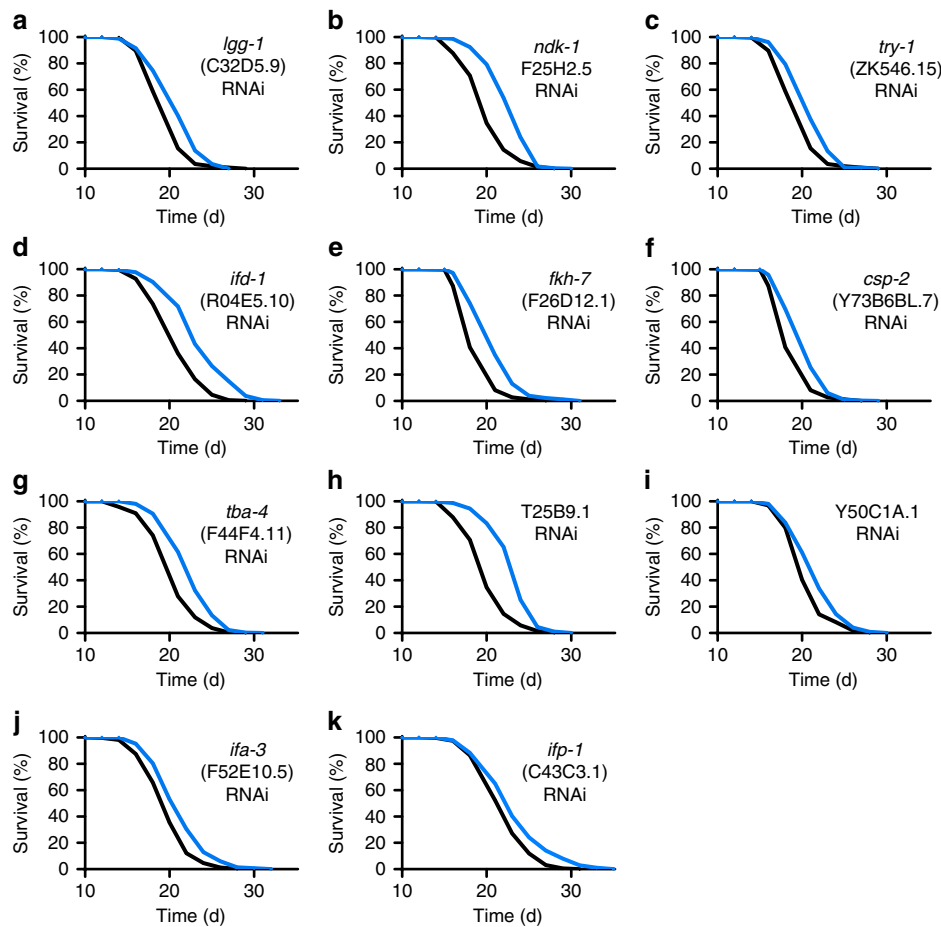 a
lgg-1
(C32D5.9)
RNAi
Survival (%)
100
80
60
40
20
0
10
20
30
Time (d)
b
ndk-1
F25H2.5
RNAi
Survival (%)
100
80
60
40
20
0
10
20
30
Time (d)
c
try-1
(ZK546.15)
RNAi
Survival (%)
100
80
60
40
20
0
10
20
30
Time (d)
d
ifd-1
(R04E5.10)
RNAi
Survival (%)
100
80
60
40
20
0
10
20
30
Time (d)
e
fkh-7
(F26D12.1)
RNAi
Survival (%)
100
80
60
40
20
0
10
20
30
Time (d)
f
csp-2
(Y73B6BL.7)
RNAi
Survival (%)
100
80
60
40
20
0
10
20
30
Time (d)
g
tba-4
(F44F4.11)
RNAi
Survival (%)
100
80
60
40
20
0
10
20
30
Time (d)
h
T25B9.1
RNAi
Survival (%)
100
80
60
40
20
0
10
20
30
Time (d)
i
Y50C1A.1
RNAi
Survival (%)
100
80
60
40
20
0
10
20
30
Time (d)
j
ifa-3
(F52E10.5)
RNAi
Survival (%)
100
80
60
40
20
0
10
20
30
Time (d)
k
ifp-1
(C43C3.1)
RNAi
Survival (%)
100
80
60
40
20
0
10
20
30
Time (d)